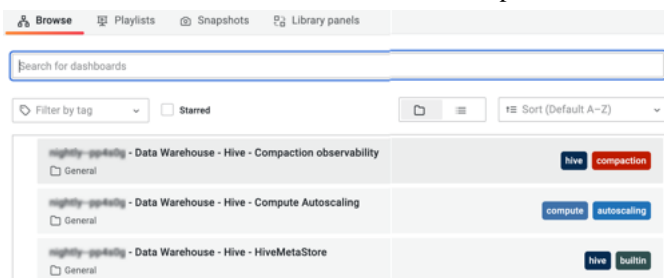 Browse Playlists Snapshots Library panels
Search for dashboards
Filter by tag Starred Sort (Default A–Z)
- Data Warehouse - Hive - Compaction observability
hive compaction
General
- Data Warehouse - Hive - Compute Autoscaling
compute autoscaling
General
- Data Warehouse - Hive - HiveMetaStore
hive builtin
General